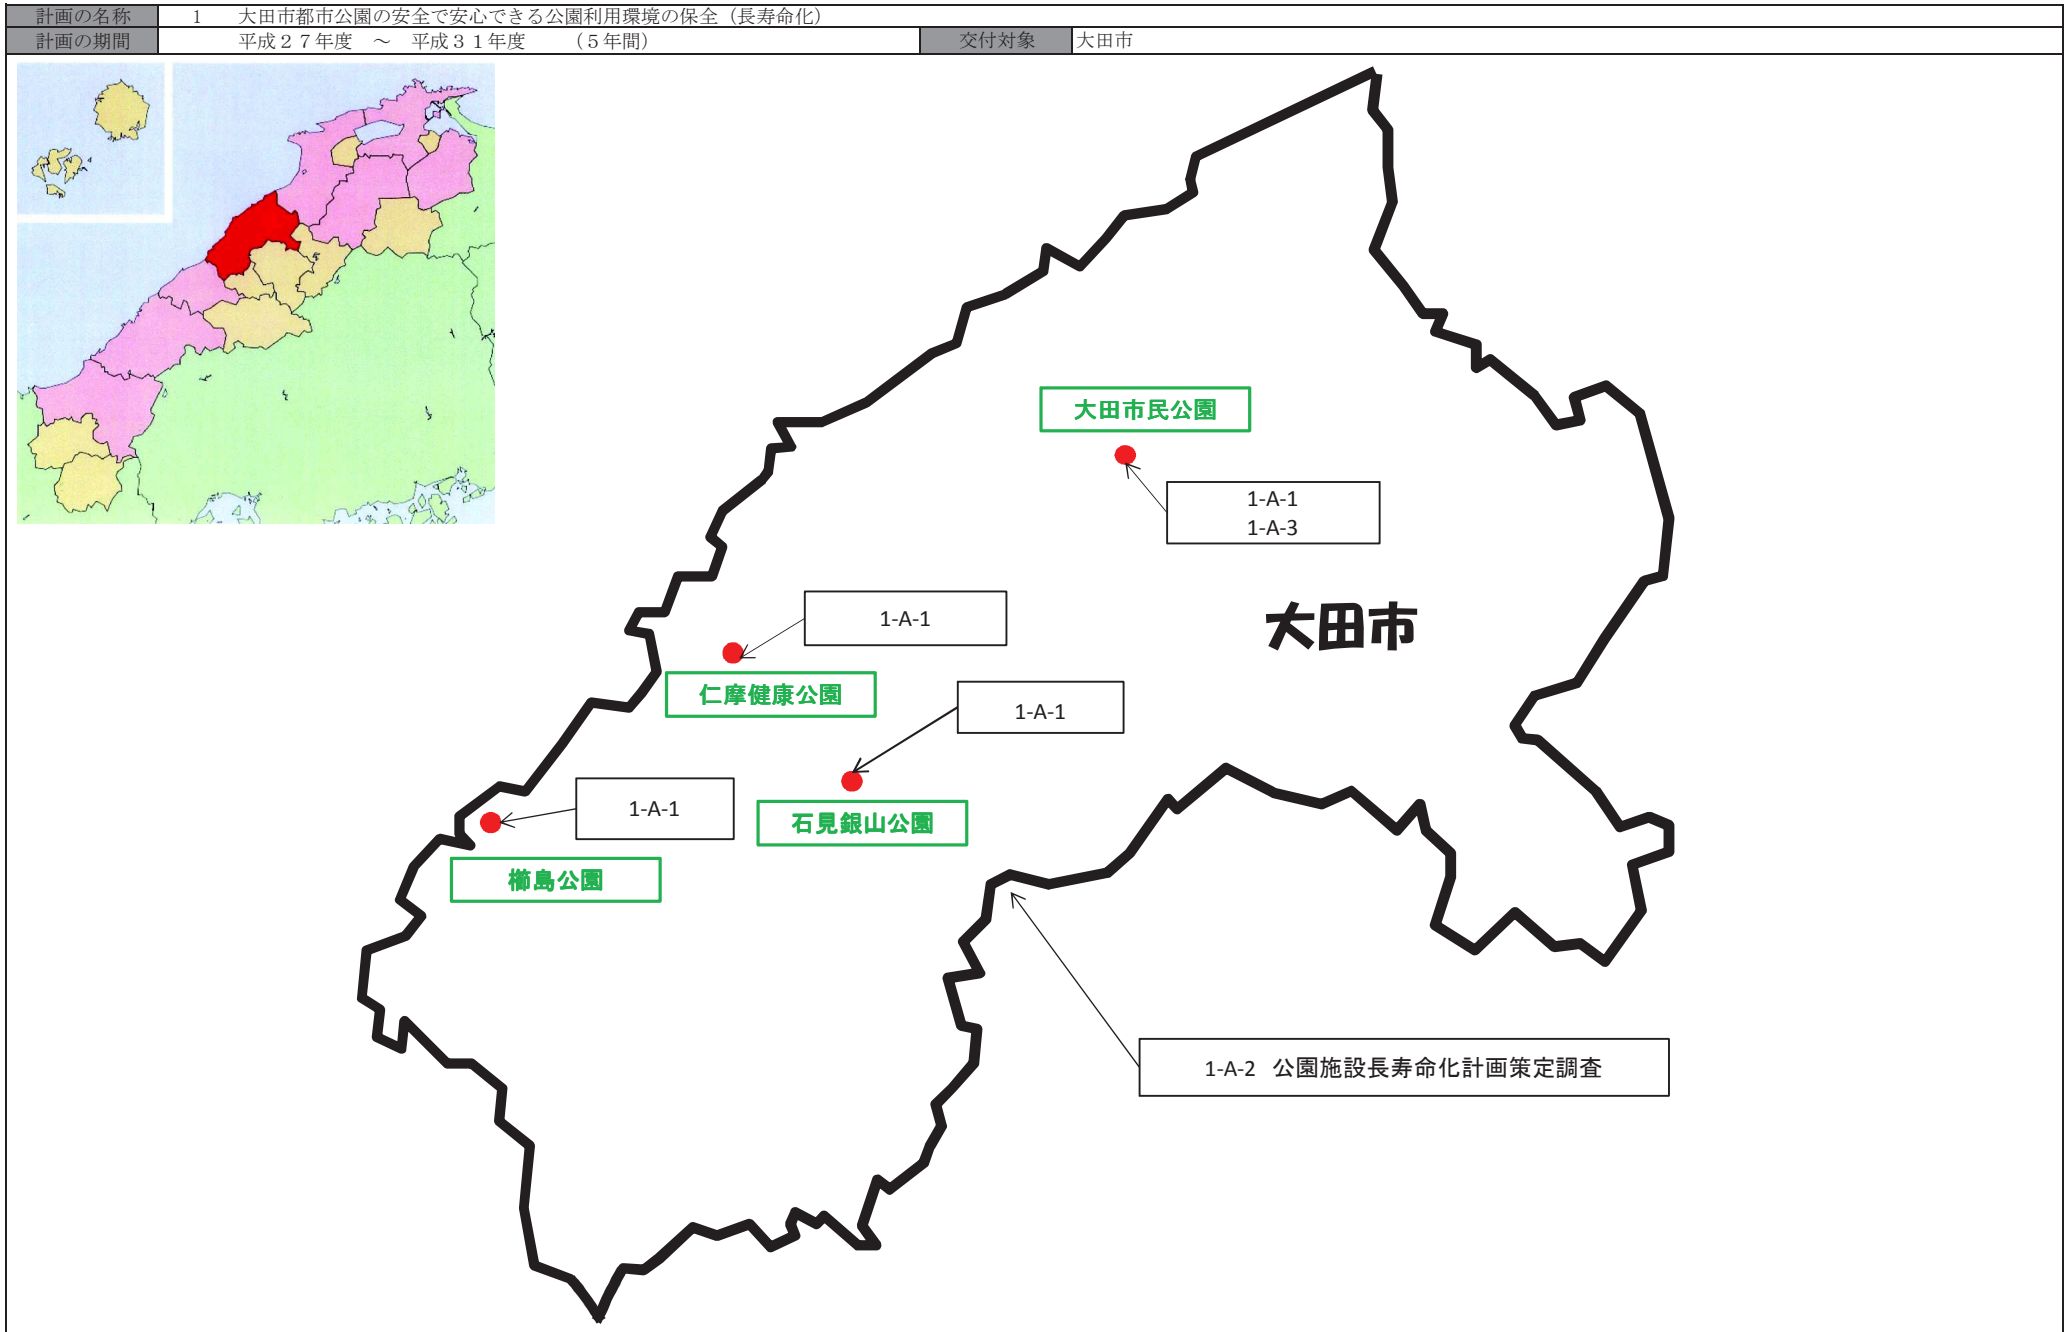 計画の名称 1 大田市都市公園の安全で安心できる公園利用環境の保全（長寿命化）
計画の期間 平成２７年度 ～ 平成３１年度 （５年間） 交付対象 大田市
大田市民公園
1-A-1
1-A-3
大田市
1-A-1
仁摩健康公園
1-A-1
石見銀山公園
1-A-1
櫛島公園
1-A-2 公園施設長寿命化計画策定調査